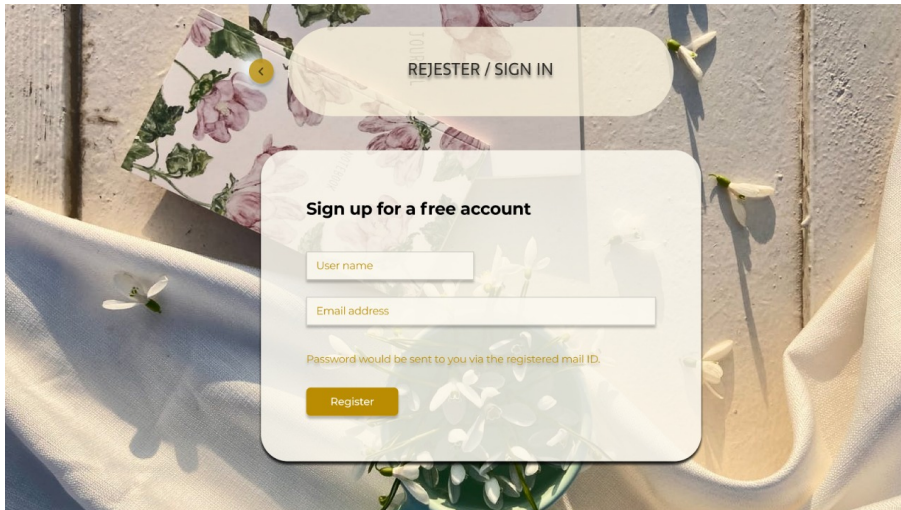 REJESTER / SIGN IN
Sign up for a free account
User name
Email address
Password would be sent to you via the registered mail ID.
Register